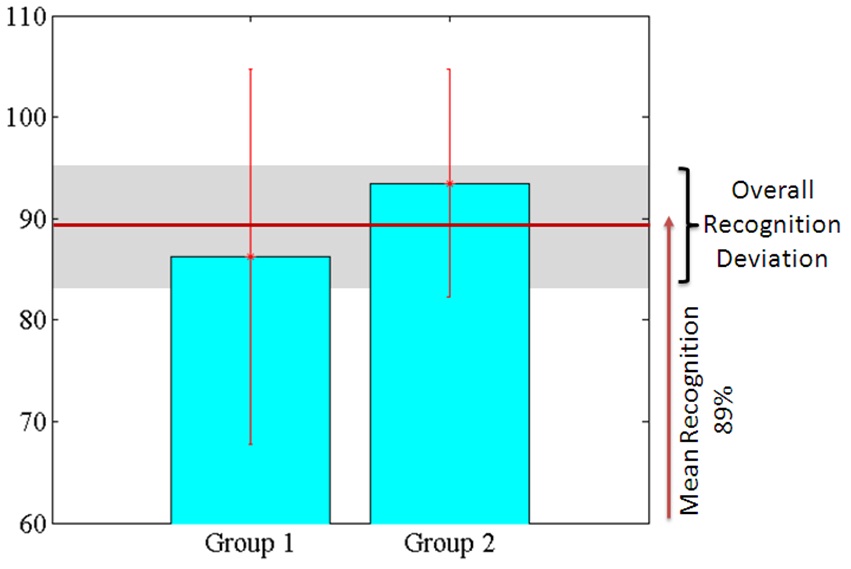 110
100
90
80
70
60
Group 1
Group 2
Overall
Recognition
Deviation
Mean Recognition
89%